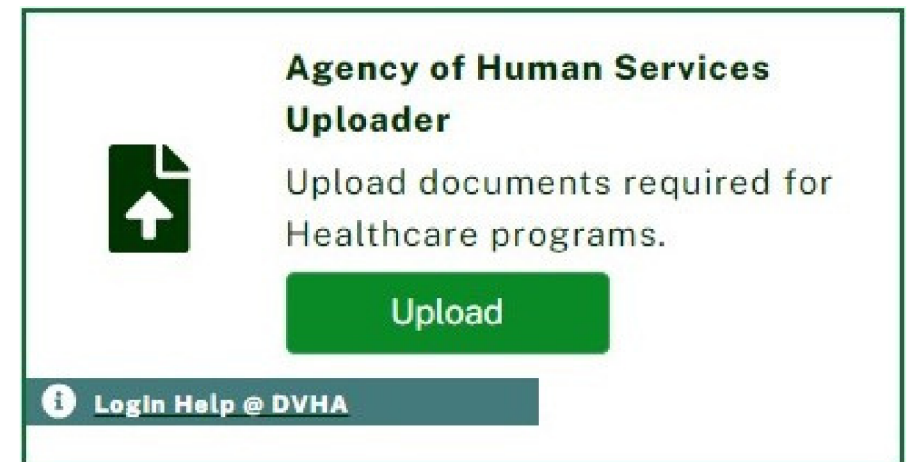 Agency of Human Services
Uploader
Upload documents required for
Healthcare programs.
Upload
Login Help @ DVHA